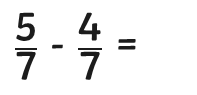 5/7 - 4/7 =